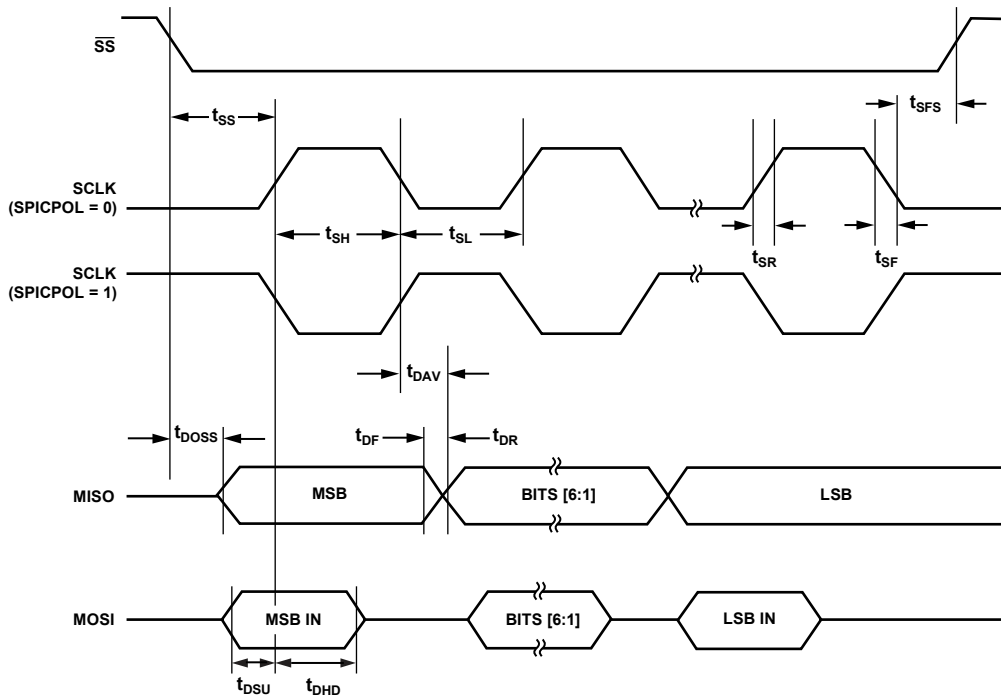 SS
tSS
tSFS
SCLK
(SPICPOL = 0)
tSH
tSL
tSR
tSF
SCLK
(SPICPOL = 1)
tDAV
tDOSS
tDF
tDR
MISO
MSB
BITS [6:1]
LSB
MOSI
MSB IN
BITS [6:1]
LSB IN
tDSU
tDHD